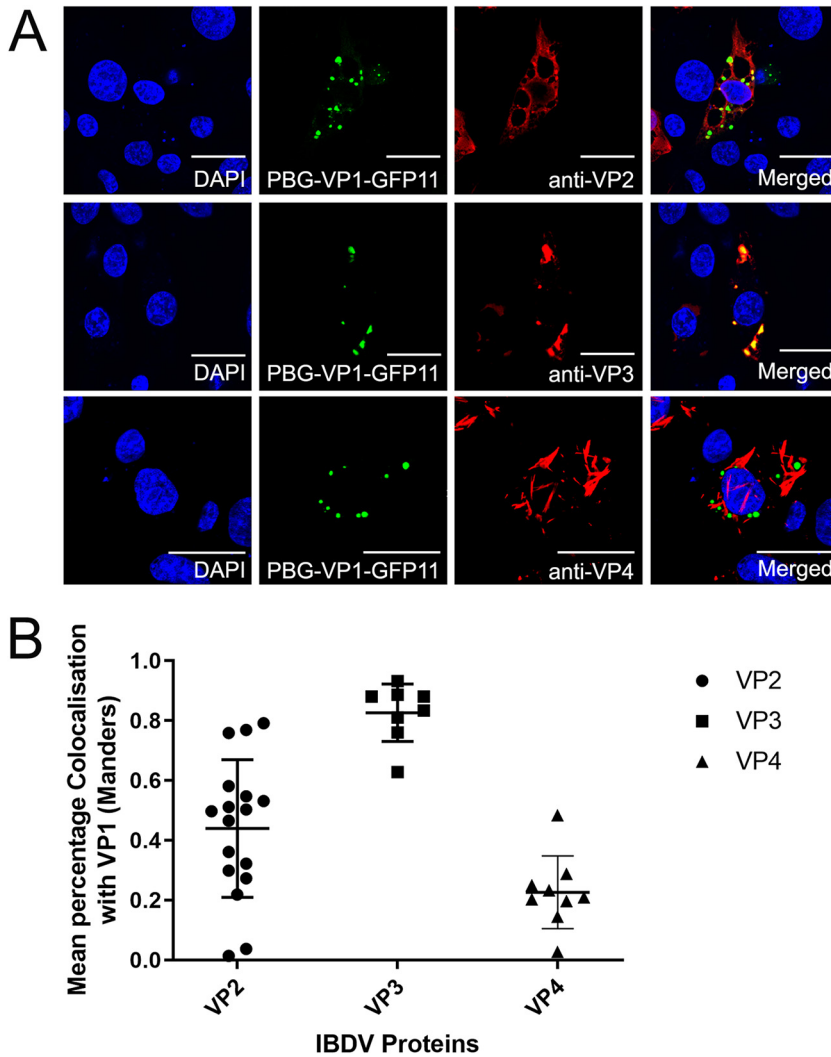 A
DAPI PBG-VP1-GFP11 anti-VP2 Merged
DAPI PBG-VP1-GFP11 anti-VP3 Merged
DAPI PBG-VP1-GFP11 anti-VP4 Merged
B
Mean percentage Colocalisation
with VP1 (Manders)
1.0
0.8
0.6
0.4
0.2
0.0
VP2 VP3 VP4
IBDV Proteins
VP2
VP3
VP4